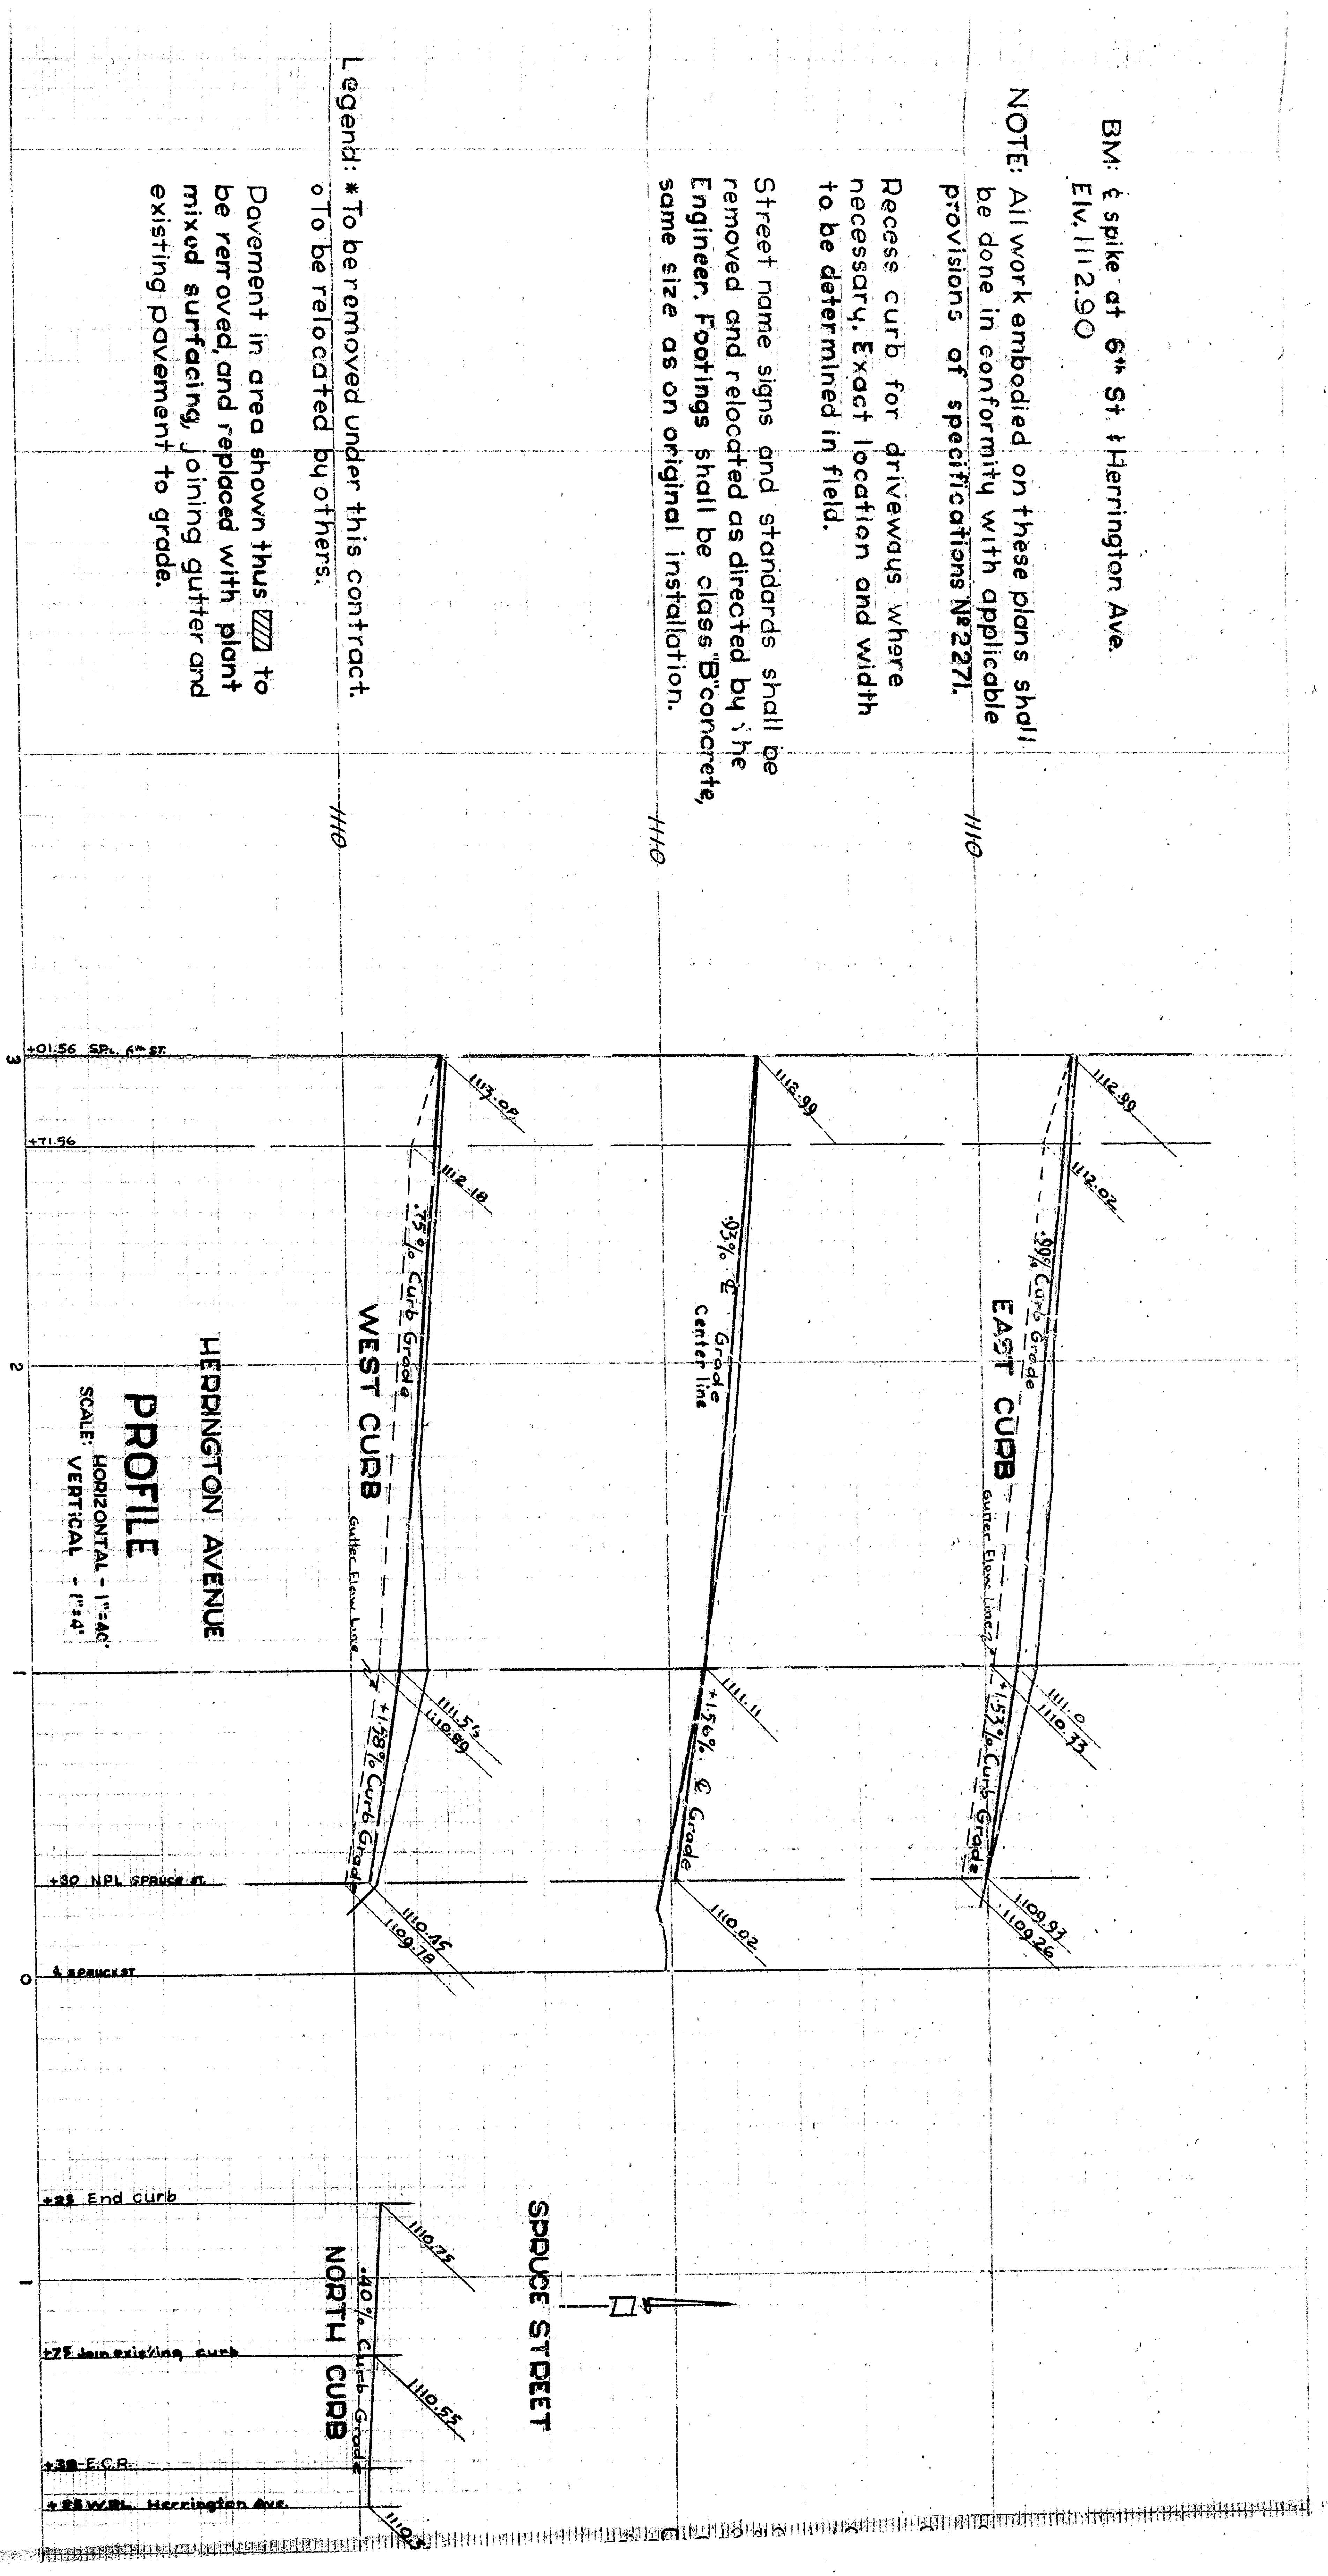 BM: ¢ spike at 6th St. ¢ Herrington Ave.
Elv. 1112.90
NOTE: All work embodied on these plans shall
be done in conformity with applicable
provisions of specifications Nº 2271.
Recess curb for driveways where
necessary. Exact location and width
to be determined in field.
Street name signs and standards shall be
removed and relocated as directed by the
Engineer. Footings shall be class "B" concrete,
same size as on original installation.
Legend: * To be removed under this contract.
o To be relocated by others.
Pavement in area shown thus to
be removed, and replaced with plant
mixed surfacing, joining gutter and
existing pavement to grade.
1110
1110
1110
1112.99
1112.02
.99% Curb Grade
EAST CURB
Gutter Flow Line
1111.0
1110.33
+1.53% Curb Grade
1109.93
1109.26
1112.99
.93% ℄ Grade
Center line
1111.11
+1.56% ℄ Grade
1110.02
1112.18
.75% Curb Grade
WEST CURB
Gutter Flow Line
1110.89
+1.58% Curb Grade
1110.45
1109.78
HERRINGTON AVENUE
PROFILE
SCALE: HORIZONTAL - 1"=40'
VERTICAL - 1"=4'
3
+01.56 SPL. 6th ST.
+71.56
2
1
+30 NPL SPRUCE ST.
0
SPRUCE ST
SPRUCE STREET
1110.75
.40% Curb Grade
1110.55
NORTH CURB
+25 End curb
1
+75 Join existing curb
E.C.R.
W.P.L. Herrington Ave.